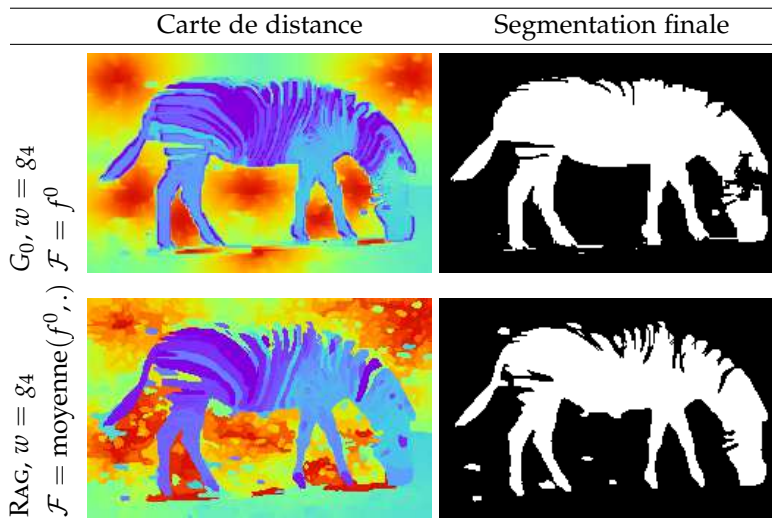 Carte de distance Segmentation finale
G₀, w = g₄
ℱ = f⁰
RAG, w = g₄
ℱ = moyenne(f⁰, .)